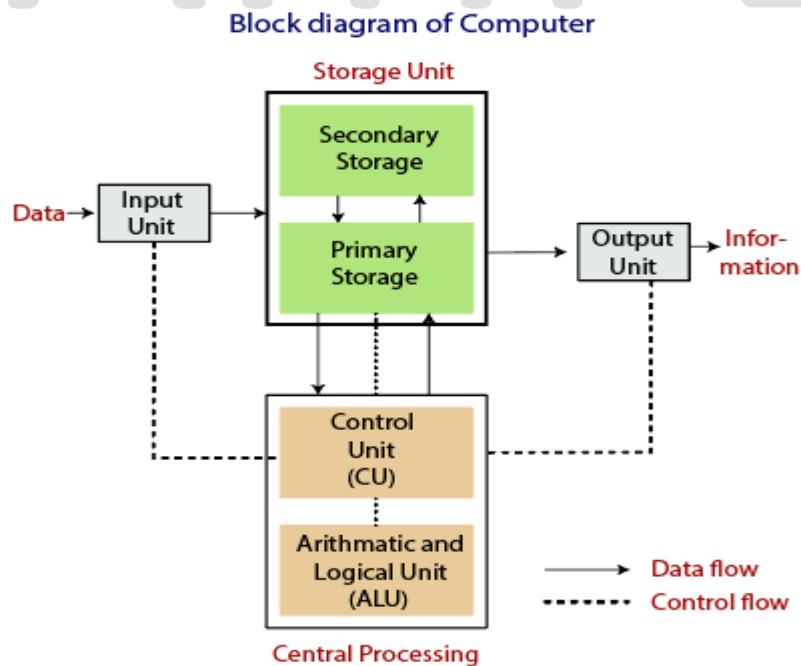 Block diagram of Computer
Storage Unit
Secondary
Storage
Data
Input
Unit
Primary
Storage
Output
Unit
Infor-
mation
Control
Unit
(CU)
Arithmatic and
Logical Unit
(ALU)
Data flow
Control flow
Central Processing